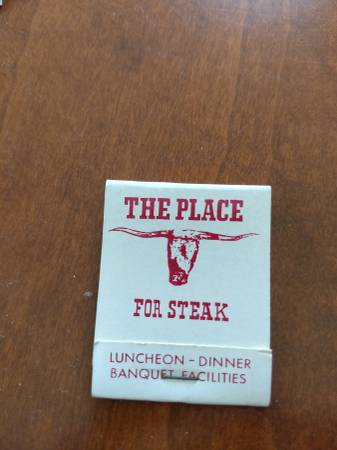 THE PLACE
FOR STEAK
LUNCHEON - DINNER
BANQUET FACILITIES